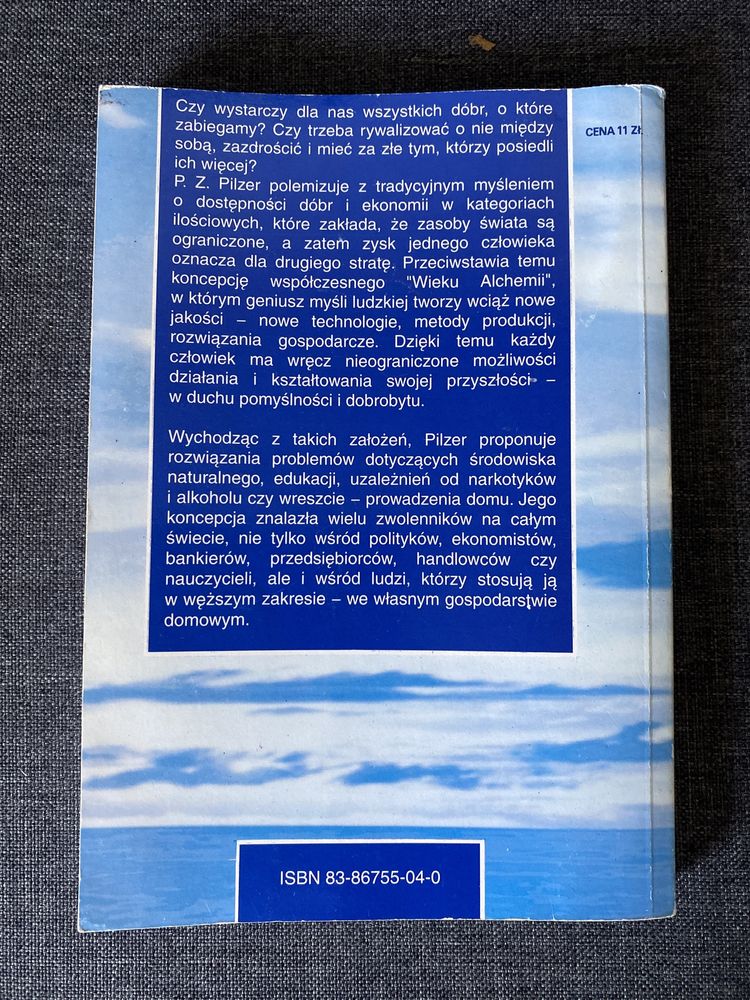 Czy wystarczy dla nas wszystkich dóbr, o które
zabiegamy? Czy trzeba rywalizować o nie między
sobą, zazdrościć i mieć za złe tym, którzy posiedli
ich więcej?
P. Z. Pilzer polemizuje z tradycyjnym myśleniem
o dostępności dóbr i ekonomii w kategoriach
ilościowych, które zakłada, że zasoby świata są
ograniczone, a zatem zysk jednego człowieka
oznacza dla drugiego stratę. Przeciwstawia temu
koncepcję współczesnego "Wieku Alchemii",
w którym geniusz myśli ludzkiej tworzy wciąż nowe
jakości – nowe technologie, metody produkcji,
rozwiązania gospodarcze. Dzięki temu każdy
człowiek ma wręcz nieograniczone możliwości
działania i kształtowania swojej przyszłości –
w duchu pomyślności i dobrobytu.
Wychodząc z takich założeń, Pilzer proponuje
rozwiązania problemów dotyczących środowiska
naturalnego, edukacji, uzależnień od narkotyków
i alkoholu czy wreszcie – prowadzenia domu. Jego
koncepcja znalazła wielu zwolenników na całym
świecie, nie tylko wśród polityków, ekonomistów,
bankierów, przedsiębiorców, handlowców czy
nauczycieli, ale i wśród ludzi, którzy stosują ją
w węższym zakresie – we własnym gospodarstwie
domowym.
CENA 11 Zł
ISBN 83-86755-04-0